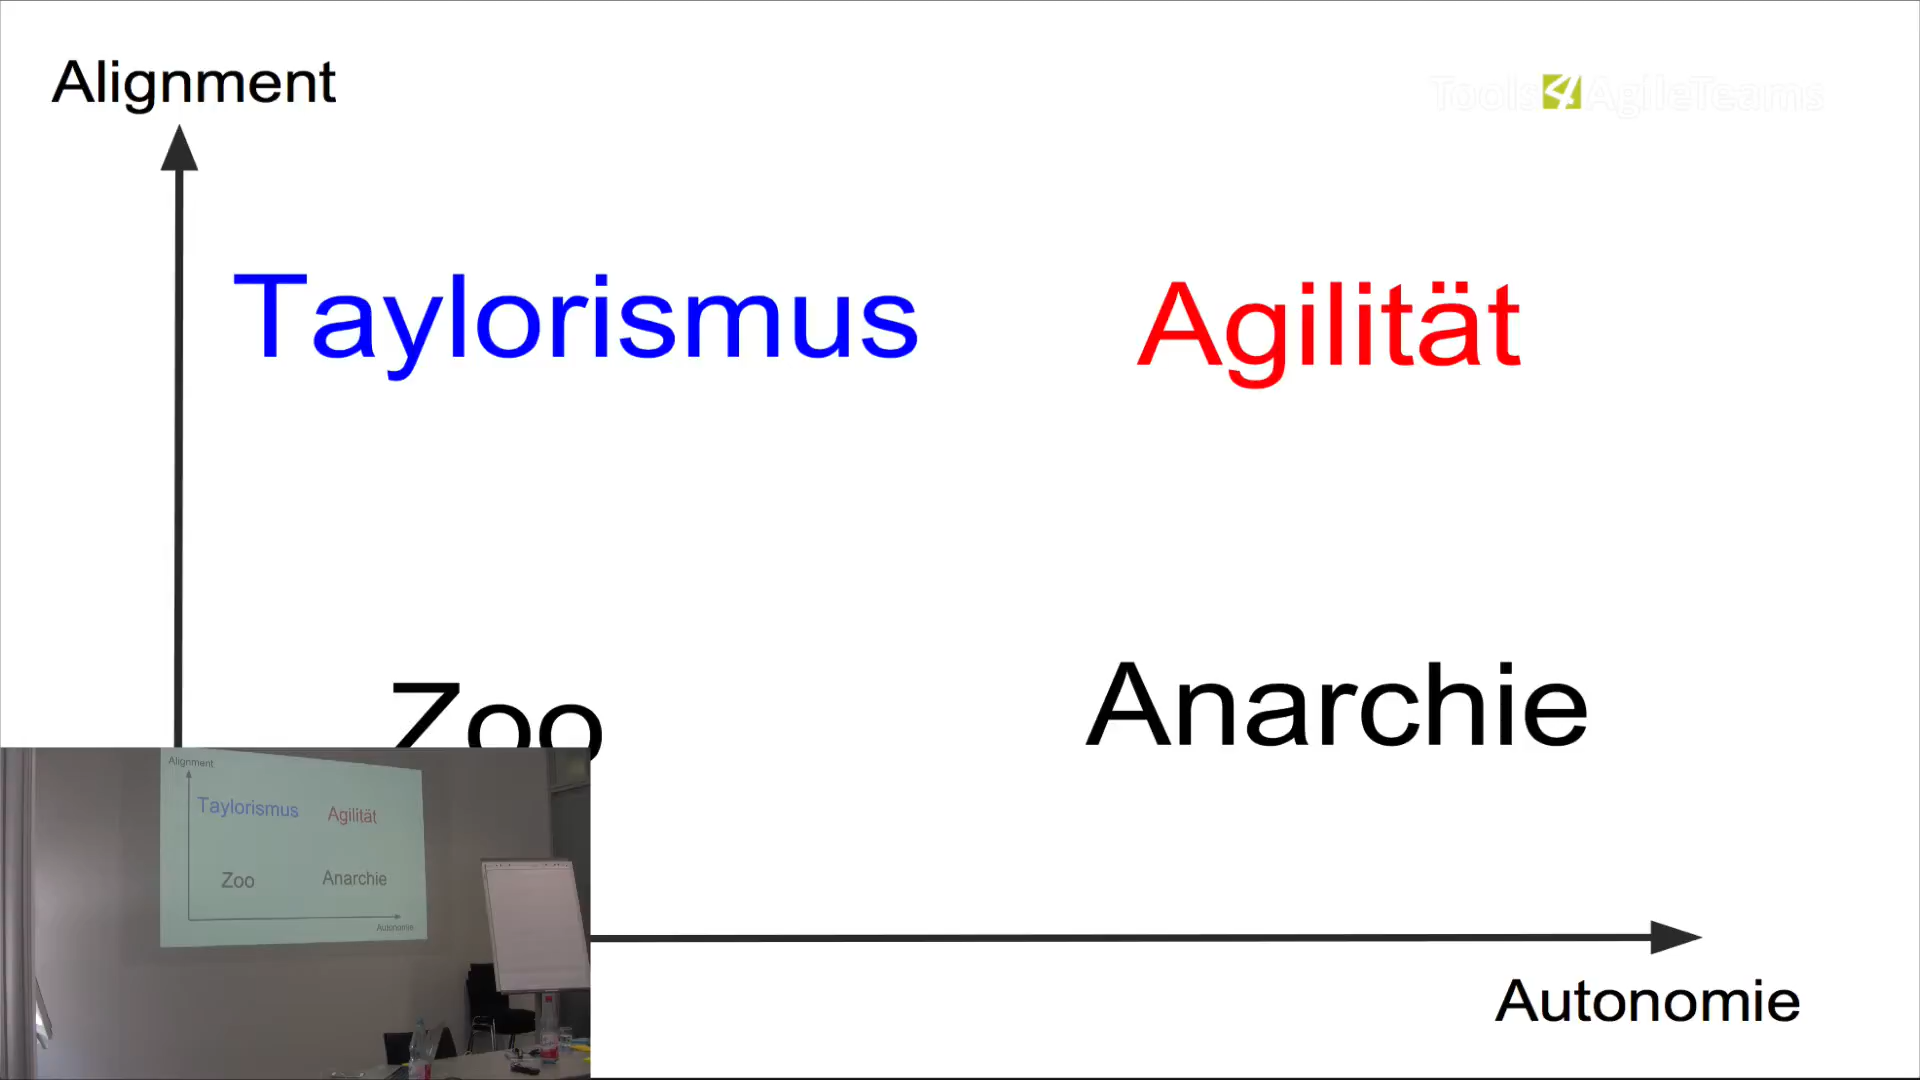 Alignment
Tools4AgileTeams
Taylorismus
Agilität
Zoo
Anarchie
Autonomie
Alignment
Taylorismus
Agilität
Zoo
Anarchie
Autonomie